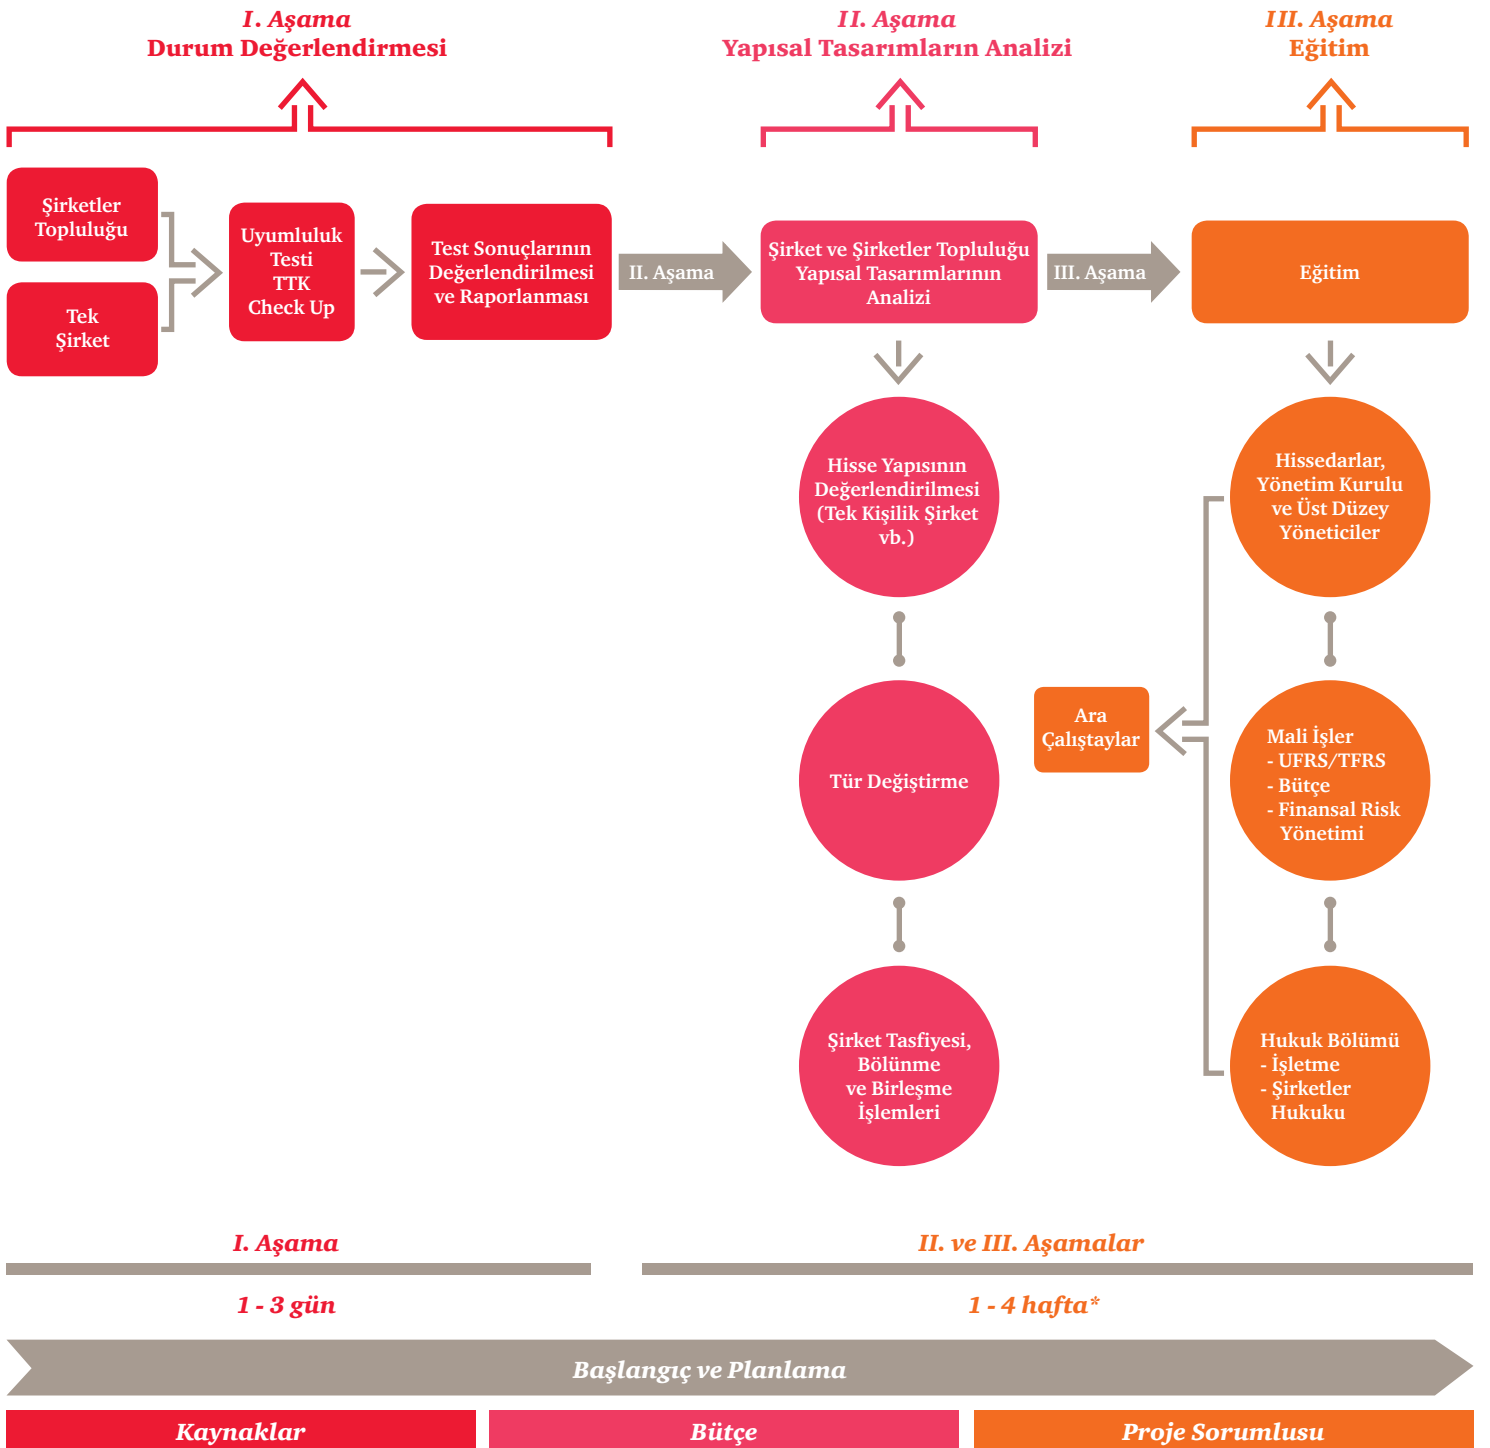 I. Aşama
Durum Değerlendirmesi
II. Aşama
Yapısal Tasarımların Analizi
III. Aşama
Eğitim
Şirketler
Topluluğu
Tek
Şirket
Uyumluluk
Testi
TTK
Check Up
Test Sonuçlarının
Değerlendirilmesi
ve Raporlanması
II. Aşama
Şirket ve Şirketler Topluluğu
Yapısal Tasarımlarının
Analizi
III. Aşama
Eğitim
Hisse Yapısının
Değerlendirilmesi
(Tek Kişilik Şirket
vb.)
Tür Değiştirme
Şirket Tasfiyesi,
Bölünme
ve Birleşme
İşlemleri
Hissedarlar,
Yönetim Kurulu
ve Üst Düzey
Yöneticiler
Ara
Çalıştaylar
Mali İşler
- UFRS/TFRS
- Bütçe
- Finansal Risk
Yönetimi
Hukuk Bölümü
- İşletme
- Şirketler
Hukuku
I. Aşama
II. ve III. Aşamalar
1 - 3 gün
1 - 4 hafta*
Başlangıç ve Planlama
Kaynaklar
Bütçe
Proje Sorumlusu